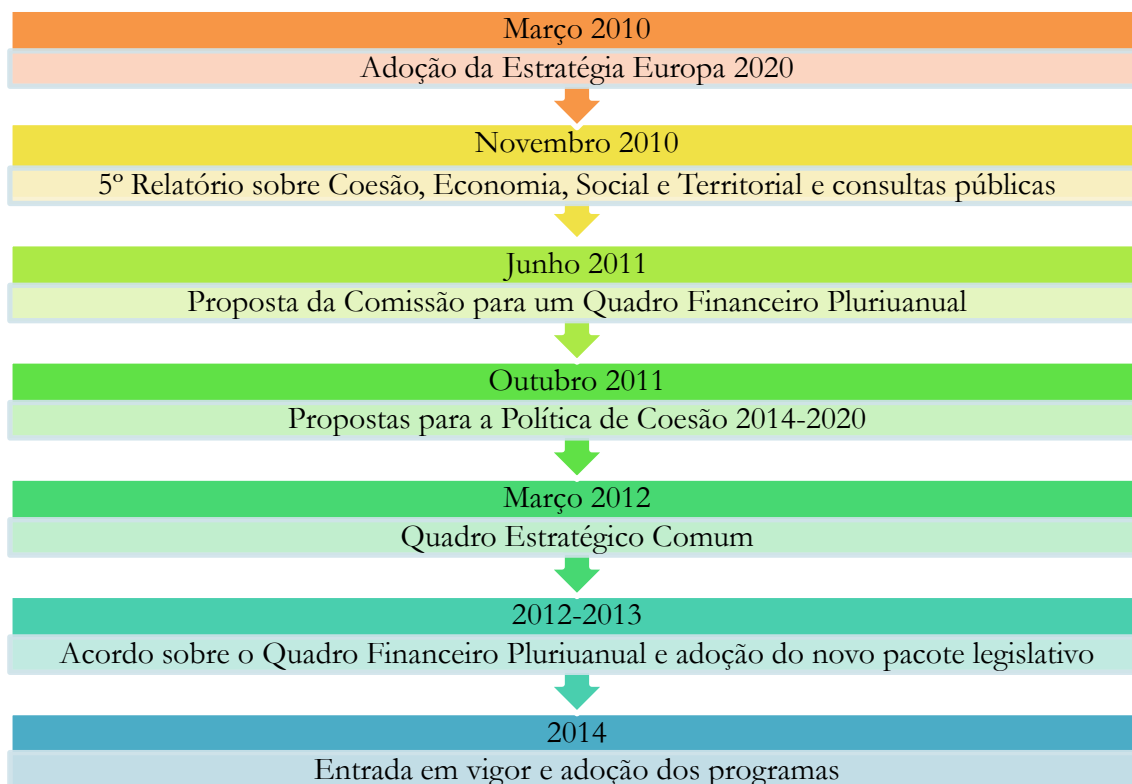 Março 2010
Adoção da Estratégia Europa 2020
Novembro 2010
5º Relatório sobre Coesão, Economia, Social e Territorial e consultas públicas
Junho 2011
Proposta da Comissão para um Quadro Financeiro Pluriuanual
Outubro 2011
Propostas para a Política de Coesão 2014-2020
Março 2012
Quadro Estratégico Comum
2012-2013
Acordo sobre o Quadro Financeiro Pluriuanual e adoção do novo pacote legislativo
2014
Entrada em vigor e adoção dos programas